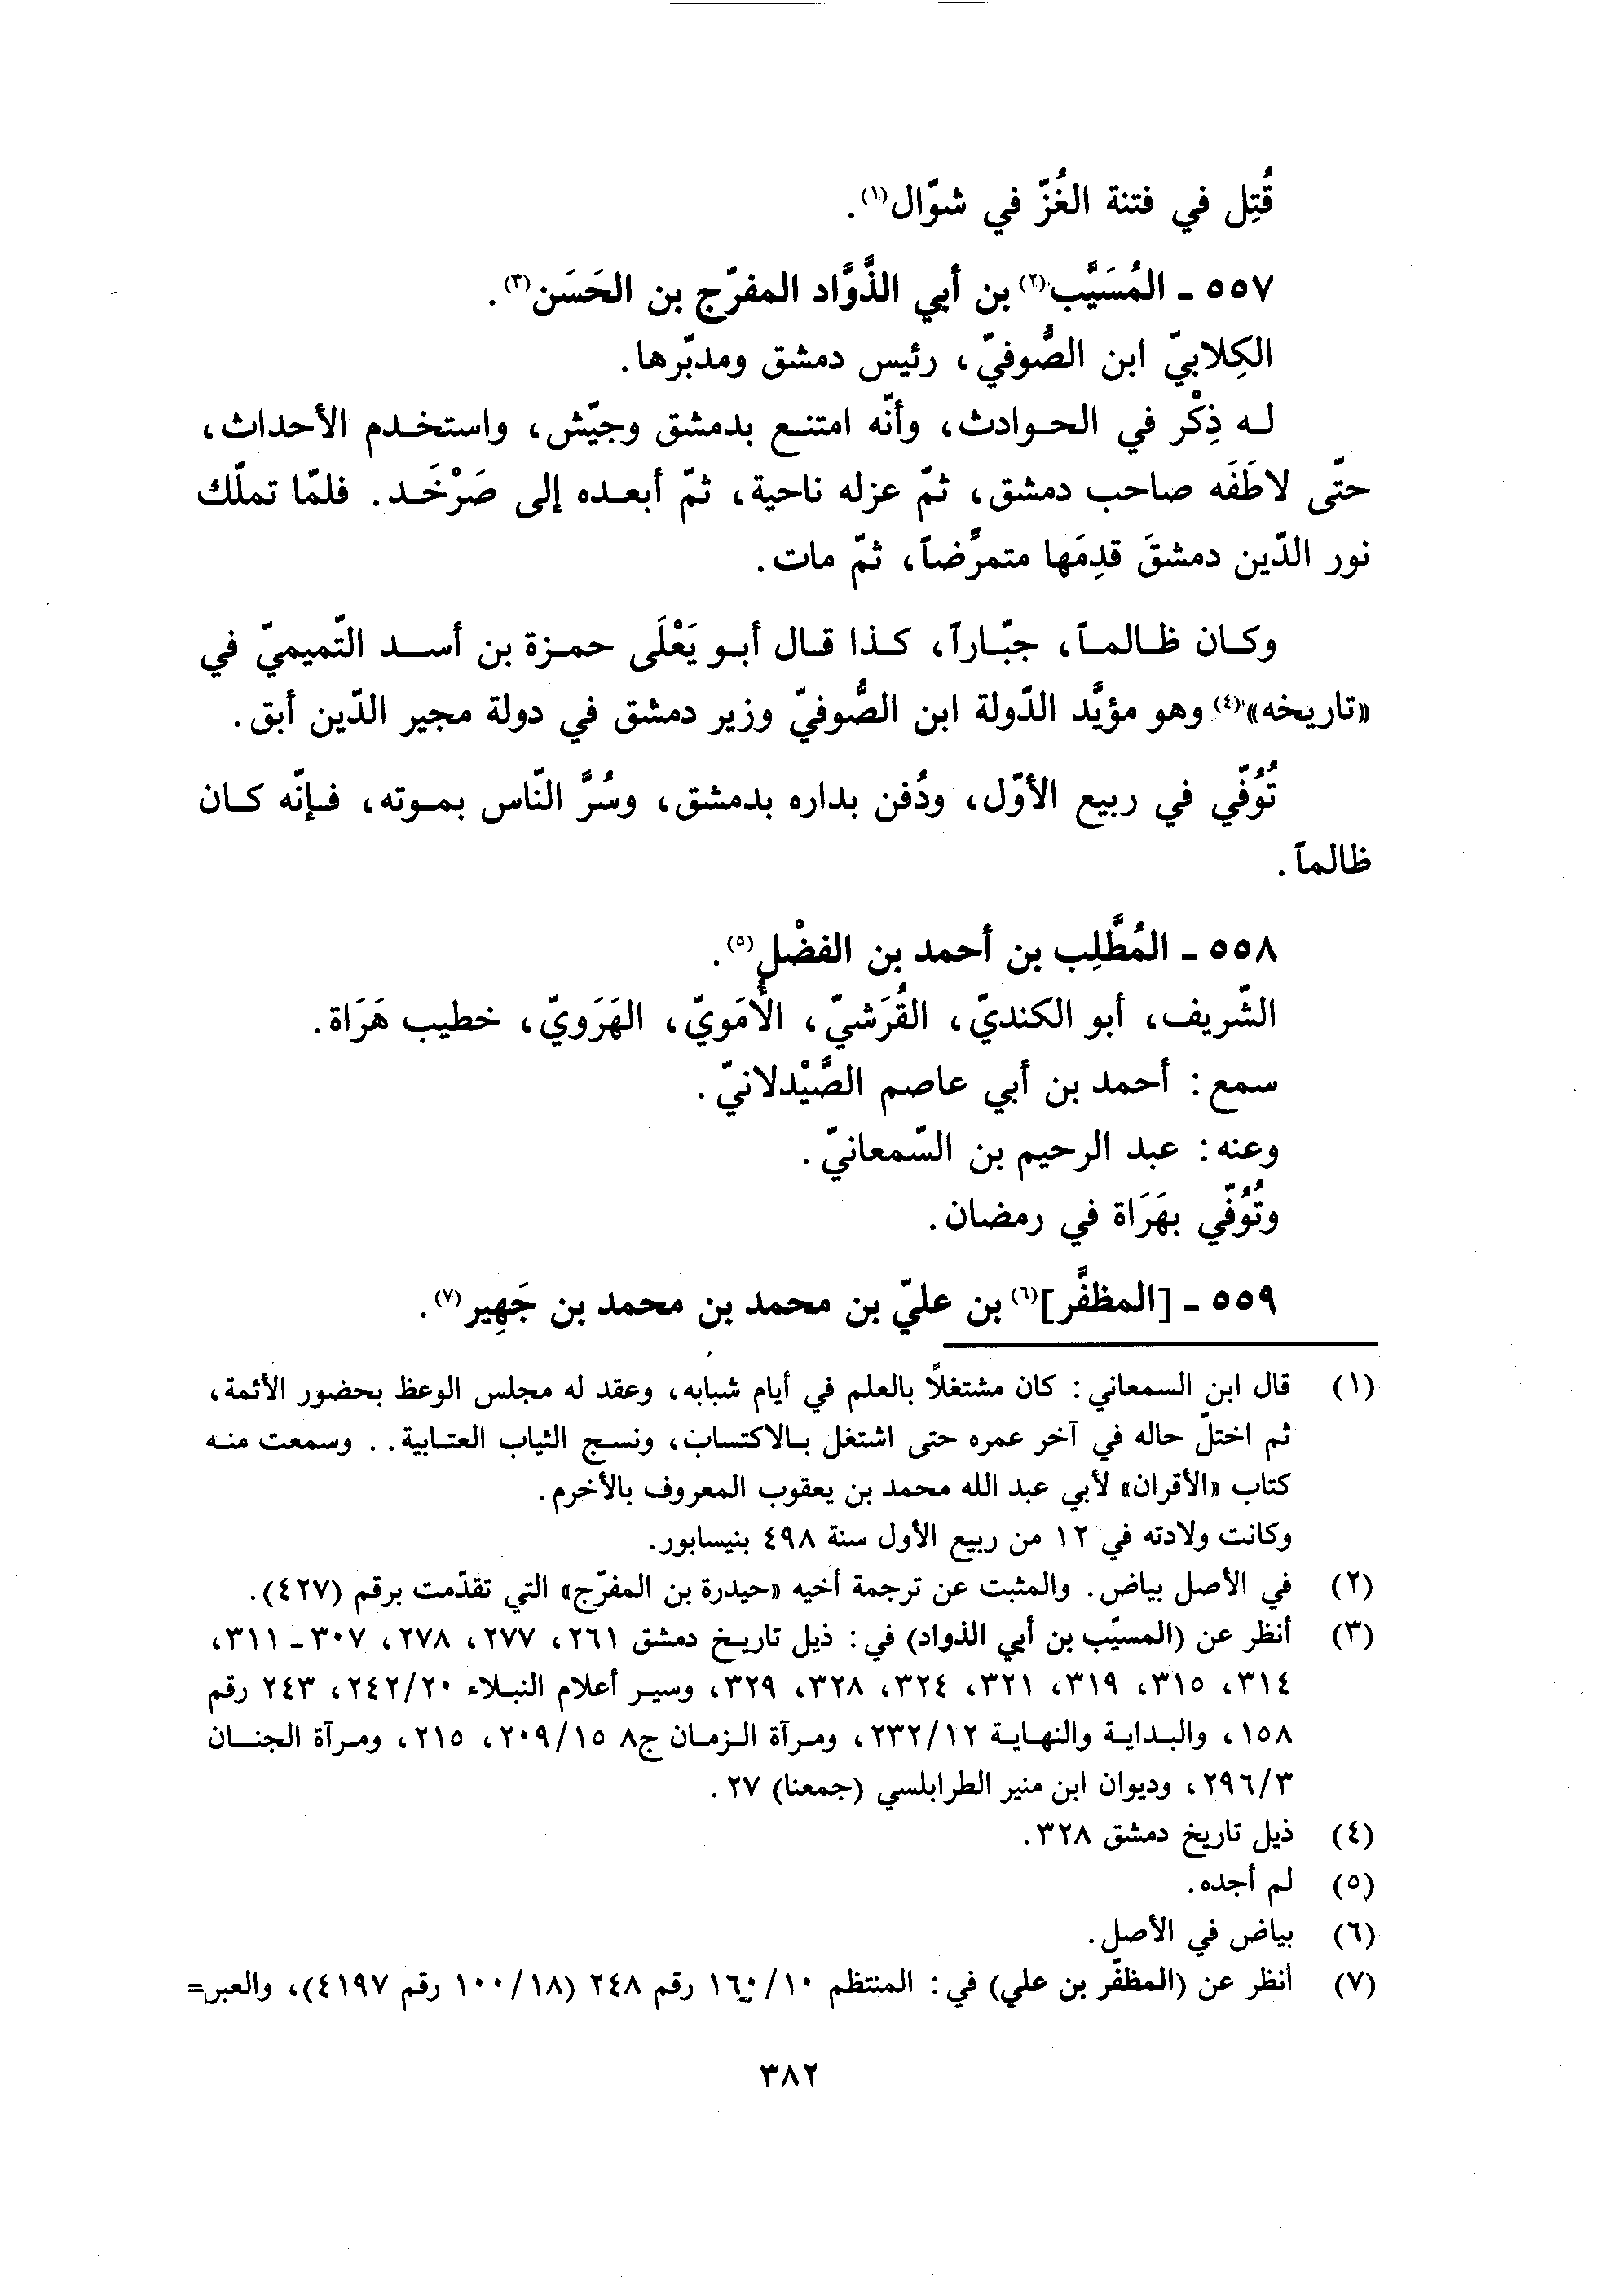 قُتِل في فتنة الغُزّ في شوّال(١).
٥٥٧ ـ المُسَيَّب(٢) بن أبي الذَّوَّاد المفرّج بن الحَسَن(٣).
الكِلابيّ ابن الصُّوفيّ، رئيس دمشق ومدبّرها.
لـه ذِكْر في الحـوادث، وأنّه امتنـع بدمشق وجيّش، واستخـدم الأحداث،
حتّى لاطَفَه صاحب دمشق، ثمّ عزله ناحية، ثمّ أبعـده إلى صَرْخَـد. فلمّا تملّك
نور الدّين دمشقَ قدِمَها متمرِّضاً، ثمّ مات.
وكـان ظـالمـاً، جبّـاراً، كـذا قـال أبـو يَعْلَى حمـزة بن أسـد التّميميّ في
«تاريخه»(٤) وهو مؤيَّد الدّولة ابن الصُّوفيّ وزير دمشق في دولة مجير الدّين أبق.
تُوُفّي في ربيع الأوّل، ودُفن بداره بدمشق، وسُرَّ النّاس بمـوته، فـإنّه كـان
ظالماً.
٥٥٨ ـ المُطَّلِب بن أحمد بن الفضْل(٥).
الشّريف، أبو الكنديّ، القُرَشيّ، الأُمَويّ، الهَرَويّ، خطيب هَرَاة.
سمع: أحمد بن أبي عاصم الصَّيْدلانيّ.
وعنه: عبد الرحيم بن السّمعانيّ.
وتُوُفّي بهَرَاة في رمضان.
٥٥٩ ـ [المظفَّر](٦) بن عليّ بن محمد بن محمد بن جَهِير(٧).
(١) قال ابن السمعاني: كان مشتغلاً بالعلم في أيام شبابه، وعقد له مجلس الوعظ بحضور الأئمة،
ثم اختلّ حاله في آخر عمره حتى اشتغل بـالاكتساب، ونسـج الثياب العتـابية. . وسمعت منـه
كتاب «الأقران» لأبي عبد الله محمد بن يعقوب المعروف بالأخرم.
وكانت ولادته في ١٢ من ربيع الأول سنة ٤٩٨ بنيسابور.
(٢) في الأصل بياض. والمثبت عن ترجمة أخيه «حيدرة بن المفرّج» التي تقدّمت برقم (٤٢٧).
(٣) أنظر عن (المسيّب بن أبي الذواد) في: ذيل تاريـخ دمشق ٢٦١، ٢٧٧، ٢٧٨، ٣٠٧ ـ ٣١١،
٣١٤، ٣١٥، ٣١٩، ٣٢١، ٣٢٤، ٣٢٨، ٣٢٩، وسيـر أعلام النبـلاء ٢٤٢/٢٠، ٢٤٣ رقم
١٥٨، والبـدايـة والنهـايـة ٢٣٢/١٢، ومـرآة الـزمـان ج٨ ٢٠٩/١٥، ٢١٥، ومـرآة الجنـان
٢٩٦/٣، وديوان ابن منير الطرابلسي (جمعنا) ٢٧.
(٤) ذيل تاريخ دمشق ٣٢٨.
(٥) لم أجده.
(٦) بياض في الأصل.
(٧) أنظر عن (المظفّر بن علي) في: المنتظم ١٦٠/١٠ رقم ٢٤٨ (١٠٠/١٨ رقم ٤١٩٧)، والعبر=
٣٨٢